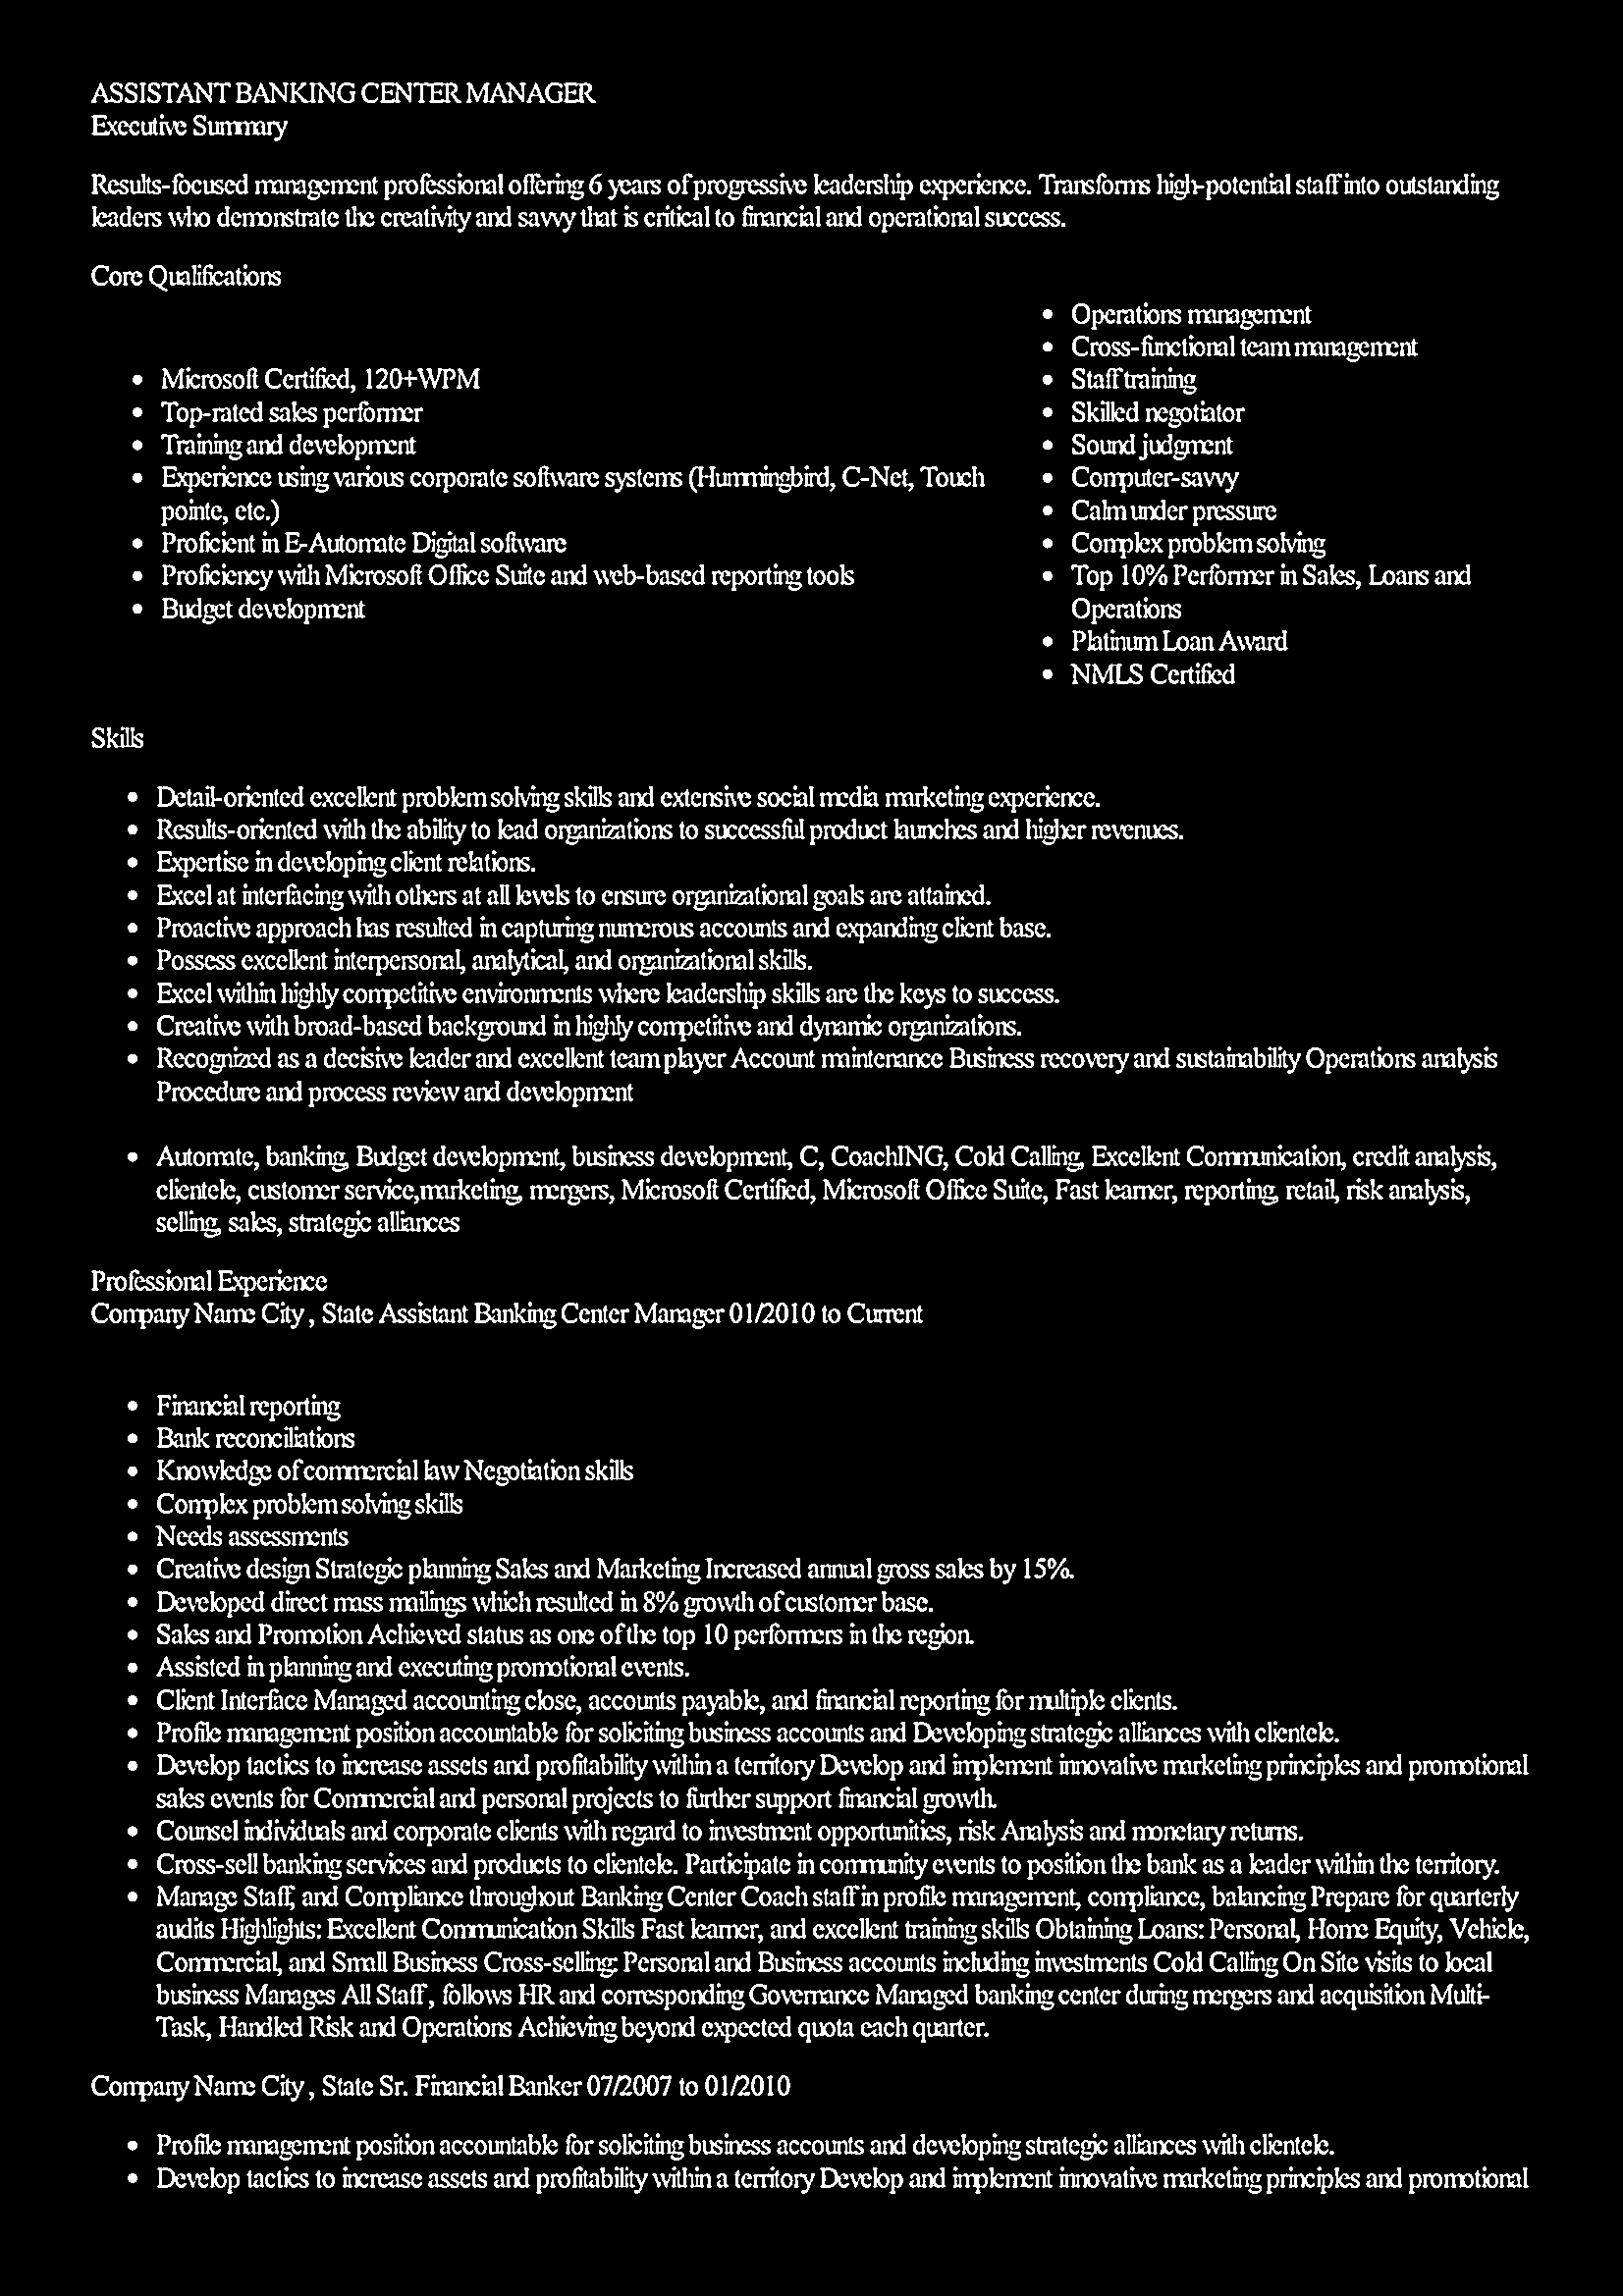 ASSISTANT BANKING CENTER MANAGER
Executive Summary
Results-focused management professional offering 6 years of progressive leadership experience. Transforms high-potential staff into outstanding
leaders who demonstrate the creativity and savvy that is critical to financial and operational success.
Core Qualifications
Microsoft Certified, 120+WPM
Top-rated sales performer
Training and development
Experience using various corporate software systems (Hummingbird, C-Net, Touch
pointe, etc.)
Proficient in E-Automate Digital software
Proficiency with Microsoft Office Suite and web-based reporting tools
Budget development
Operations management
Cross-functional team management
Staff training
Skilled negotiator
Sound judgment
Computer-savvy
Calm under pressure
Complex problem solving
Top 10% Performer in Sales, Loans and
Operations
Platinum Loan Award
NMLS Certified
Skills
Detail-oriented excellent problem solving skills and extensive social media marketing experience.
Results-oriented with the ability to lead organizations to successful product launches and higher revenues.
Expertise in developing client relations.
Excel at interfacing with others at all levels to ensure organizational goals are attained.
Proactive approach has resulted in capturing numerous accounts and expanding client base.
Possess excellent interpersonal, analytical, and organizational skills.
Excel within highly competitive environments where leadership skills are the keys to success.
Creative with broad-based background in highly competitive and dynamic organizations.
Recognized as a decisive leader and excellent team player Account maintenance Business recovery and sustainability Operations analysis
Procedure and process review and development
Automate, banking, Budget development, business development, C, CoachING, Cold Calling, Excellent Communication, credit analysis,
clientele, customer service,marketing, mergers, Microsoft Certified, Microsoft Office Suite, Fast learner, reporting, retail, risk analysis,
selling, sales, strategic alliances
Professional Experience
Company Name City , State Assistant Banking Center Manager 01/2010 to Current
Financial reporting
Bank reconciliations
Knowledge of commercial law Negotiation skills
Complex problem solving skills
Needs assessments
Creative design Strategic planning Sales and Marketing Increased annual gross sales by 15%.
Developed direct mass mailings which resulted in 8% growth of customer base.
Sales and Promotion Achieved status as one of the top 10 performers in the region.
Assisted in planning and executing promotional events.
Client Interface Managed accounting close, accounts payable, and financial reporting for multiple clients.
Profile management position accountable for soliciting business accounts and Developing strategic alliances with clientele.
Develop tactics to increase assets and profitability within a territory Develop and implement innovative marketing principles and promotional
sales events for Commercial and personal projects to further support financial growth.
Counsel individuals and corporate clients with regard to investment opportunities, risk Analysis and monetary returns.
Cross-sell banking services and products to clientele. Participate in community events to position the bank as a leader within the territory.
Manage Staff, and Compliance throughout Banking Center Coach staff in profile management, compliance, balancing Prepare for quarterly
audits Highlights: Excellent Communication Skills Fast learner, and excellent training skills Obtaining Loans: Personal, Home Equity, Vehicle,
Commercial, and Small Business Cross-selling: Personal and Business accounts including investments Cold Calling On Site visits to local
business Manages All Staff , follows HR and corresponding Governance Managed banking center during mergers and acquisition Multi-
Task, Handled Risk and Operations Achieving beyond expected quota each quarter.
Company Name City , State Sr. Financial Banker 07/2007 to 01/2010
Profile management position accountable for soliciting business accounts and developing strategic alliances with clientele.
Develop tactics to increase assets and profitability within a territory Develop and implement innovative marketing principles and promotional